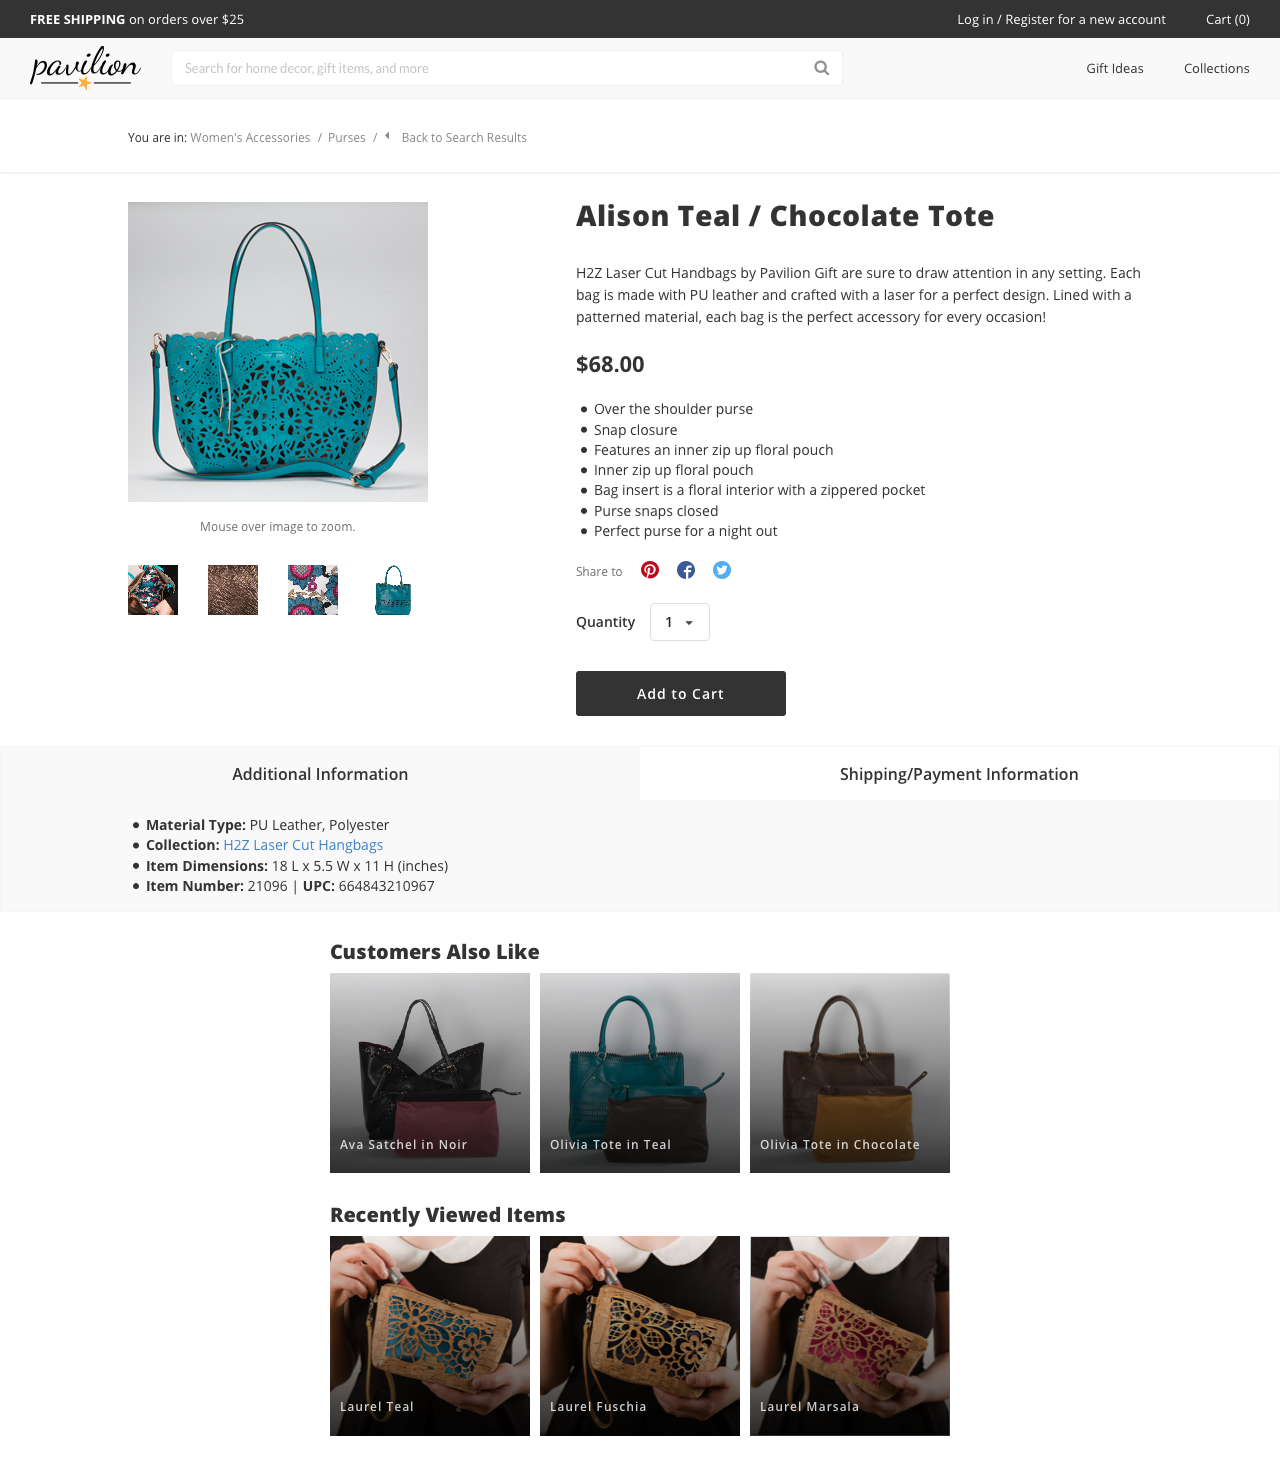 FREE SHIPPING on orders over $25
Log in / Register for a new account
Cart (0)
pavilion
Search for home decor, gift items, and more
Gift Ideas
Collections
You are in: Women's Accessories / Purses / Back to Search Results
Alison Teal / Chocolate Tote
H2Z Laser Cut Handbags by Pavilion Gift are sure to draw attention in any setting. Each
bag is made with PU leather and crafted with a laser for a perfect design. Lined with a
patterned material, each bag is the perfect accessory for every occasion!
$68.00
Over the shoulder purse
Snap closure
Features an inner zip up floral pouch
Inner zip up floral pouch
Bag insert is a floral interior with a zippered pocket
Purse snaps closed
Perfect purse for a night out
Mouse over image to zoom.
Share to
Quantity 1
Add to Cart
Additional Information
Shipping/Payment Information
Material Type: PU Leather, Polyester
Collection: H2Z Laser Cut Hangbags
Item Dimensions: 18 L x 5.5 W x 11 H (inches)
Item Number: 21096 | UPC: 664843210967
Customers Also Like
Ava Satchel in Noir
Olivia Tote in Teal
Olivia Tote in Chocolate
Recently Viewed Items
Laurel Teal
Laurel Fuschia
Laurel Marsala